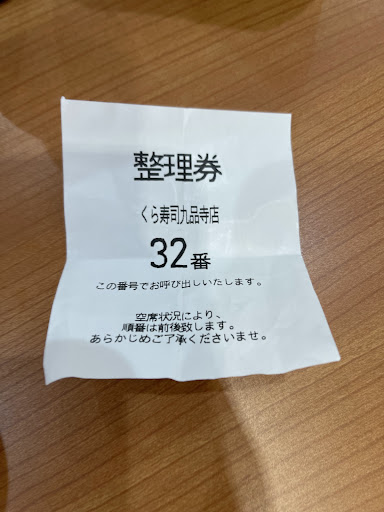 整理券
くら寿司九品寺店
32番
この番号でお呼び出しいたします。
空席状況により、
順番は前後致します。
あらかじめご了承くださいませ。